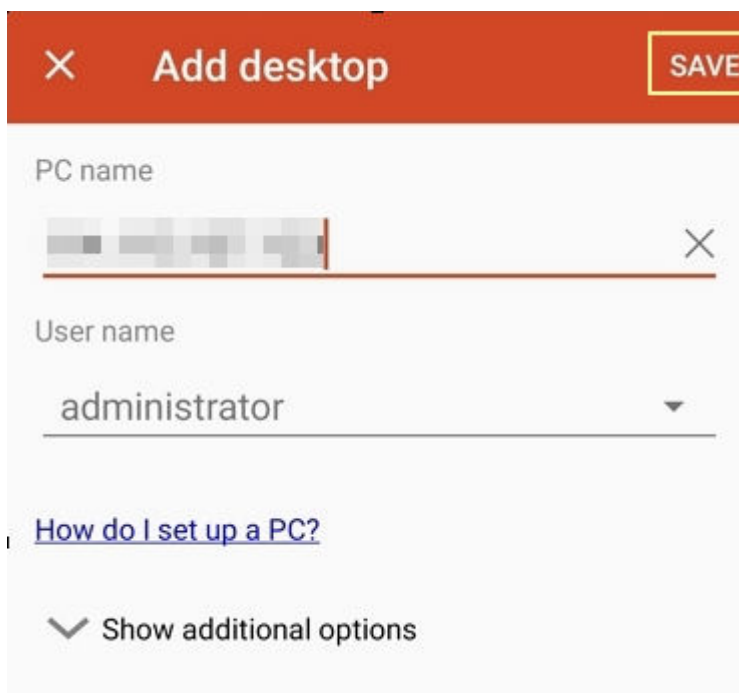 Add desktop
SAVE
PC name
User name
administrator
How do I set up a PC?
Show additional options